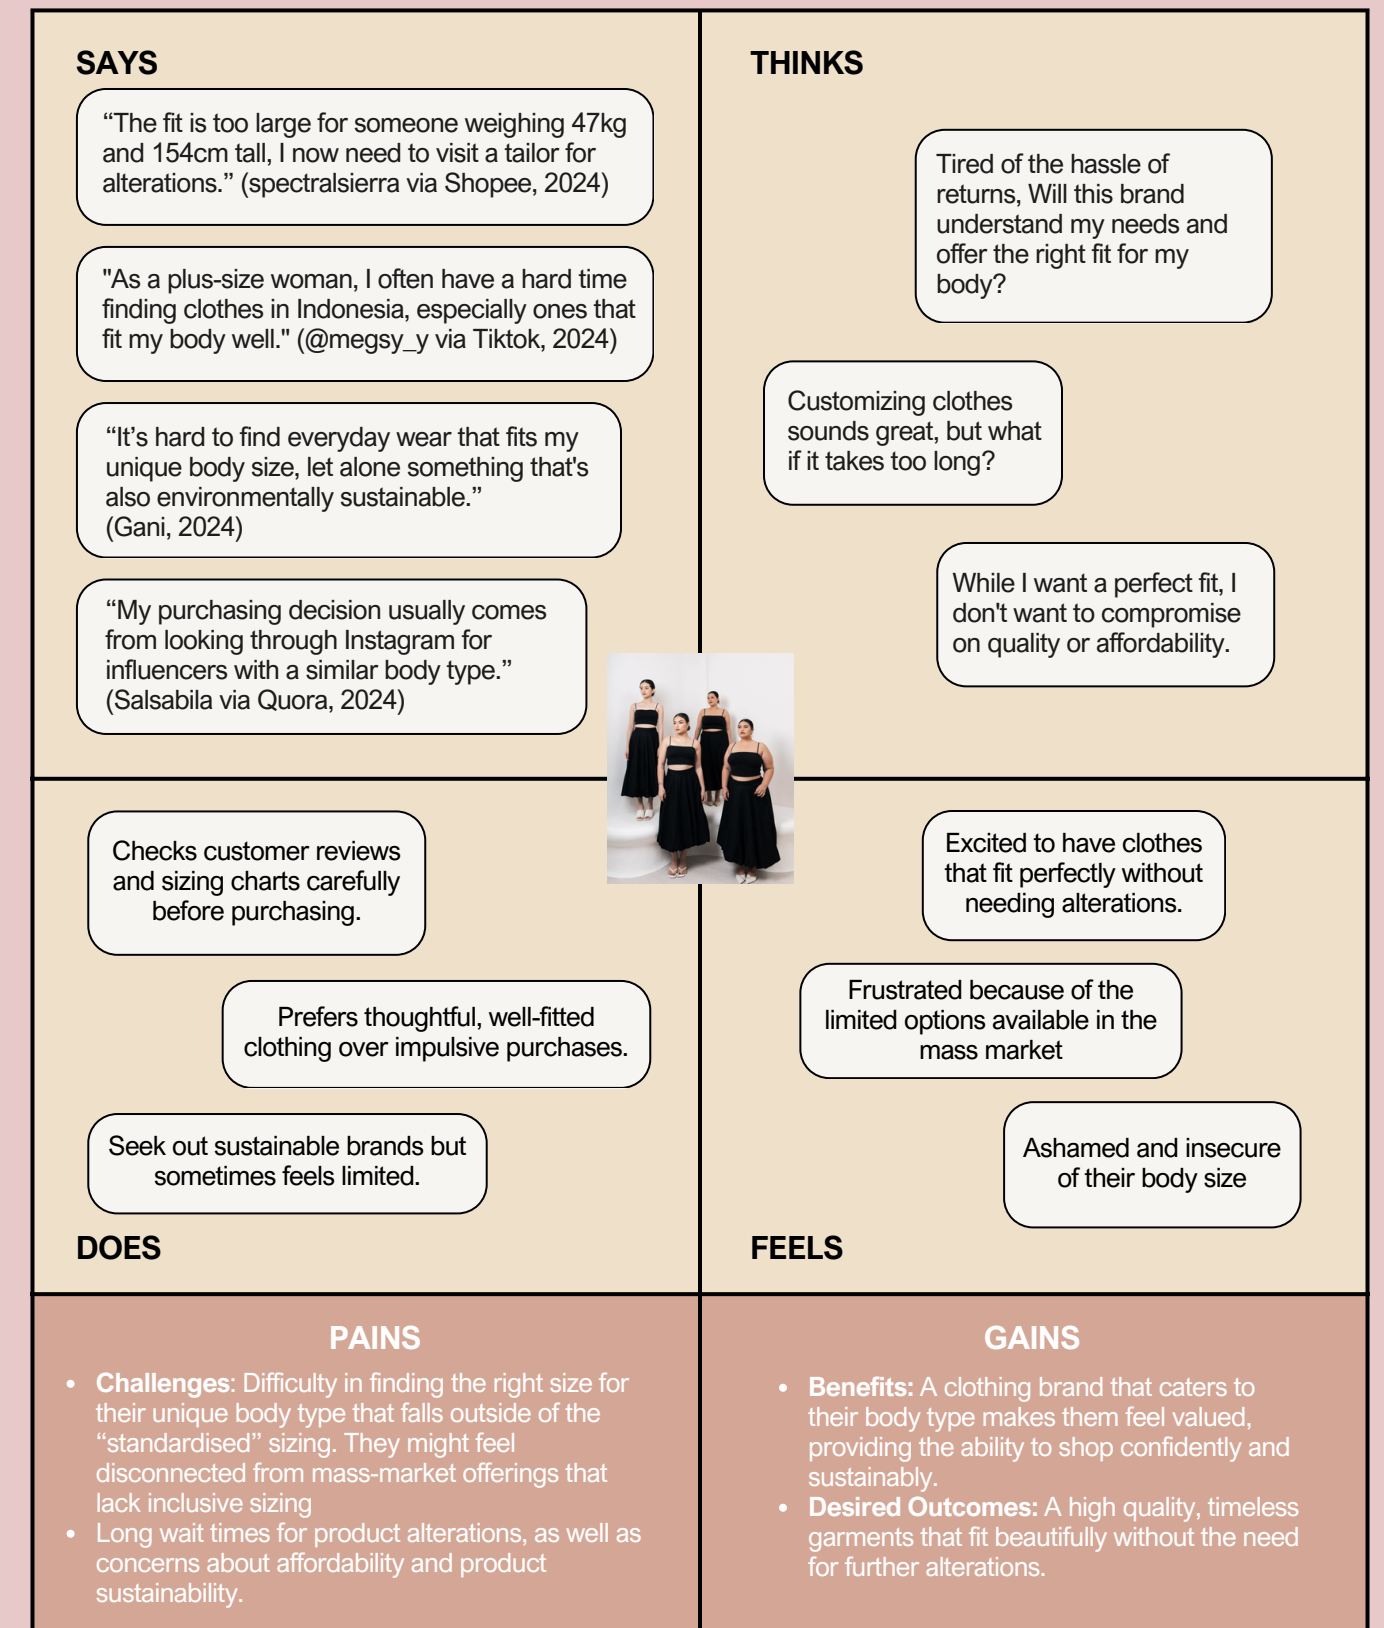 SAYS
“The fit is too large for someone weighing 47kg
and 154cm tall, I now need to visit a tailor for
alterations.” (spectralsierra via Shopee, 2024)
"As a plus-size woman, I often have a hard time
finding clothes in Indonesia, especially ones that
fit my body well." (@megsy_y via Tiktok, 2024)
“It’s hard to find everyday wear that fits my
unique body size, let alone something that's
also environmentally sustainable.”
(Gani, 2024)
“My purchasing decision usually comes
from looking through Instagram for
influencers with a similar body type.”
(Salsabila via Quora, 2024)
THINKS
Tired of the hassle of
returns, Will this brand
understand my needs and
offer the right fit for my
body?
Customizing clothes
sounds great, but what
if it takes too long?
While I want a perfect fit, I
don't want to compromise
on quality or affordability.
Checks customer reviews
and sizing charts carefully
before purchasing.
Prefers thoughtful, well-fitted
clothing over impulsive purchases.
Seek out sustainable brands but
sometimes feels limited.
DOES
Excited to have clothes
that fit perfectly without
needing alterations.
Frustrated because of the
limited options available in the
mass market
Ashamed and insecure
of their body size
FEELS
PAINS
• Challenges: Difficulty in finding the right size for
their unique body type that falls outside of the
“standardised” sizing. They might feel
disconnected from mass-market offerings that
lack inclusive sizing
• Long wait times for product alterations, as well as
concerns about affordability and product
sustainability.
GAINS
• Benefits: A clothing brand that caters to
their body type makes them feel valued,
providing the ability to shop confidently and
sustainably.
• Desired Outcomes: A high quality, timeless
garments that fit beautifully without the need
for further alterations.